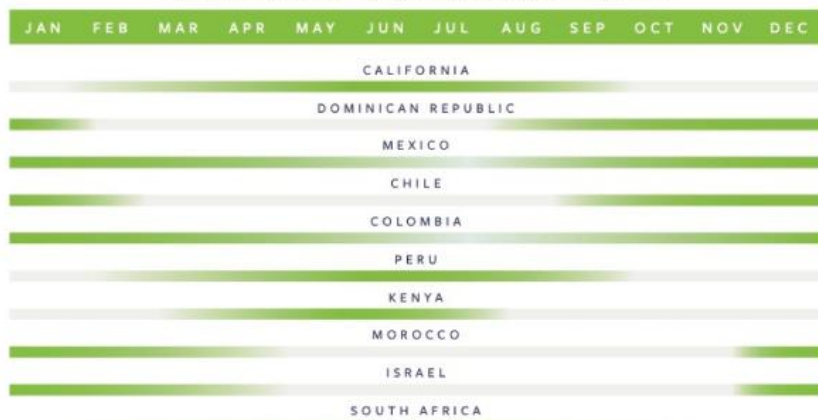 JAN FEB MAR APR MAY JUN JUL AUG SEP OCT NOV DEC
CALIFORNIA
DOMINICAN REPUBLIC
MEXICO
CHILE
COLOMBIA
PERU
KENYA
MOROCCO
ISRAEL
SOUTH AFRICA